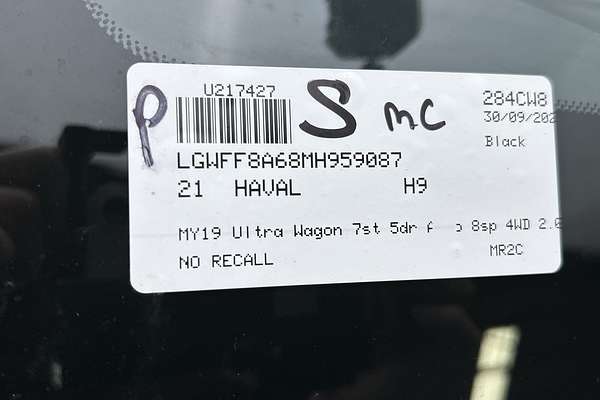 U217427
P S MC
284CW8
30/09/202
Black
LGWFF8A68MH959087
21 HAVAL H9
MY19 Ultra Wagon 7st 5dr 8sp 4WD 2.0
NO RECALL MR2C